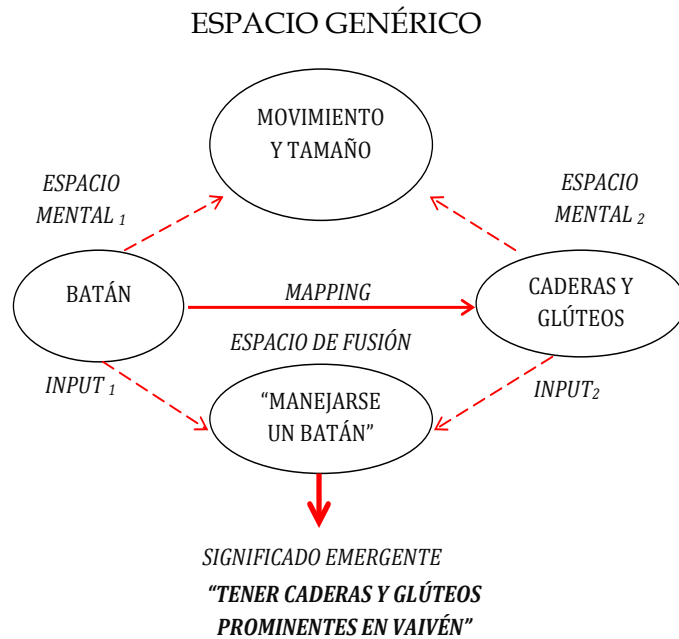 ESPACIO GENÉRICO
MOVIMIENTO
Y TAMAÑO
ESPACIO
MENTAL 1
ESPACIO
MENTAL 2
BATÁN
MAPPING
CADERAS Y
GLÚTEOS
ESPACIO DE FUSIÓN
INPUT 1
“MANEJARSE
UN BATÁN”
INPUT2
SIGNIFICADO EMERGENTE
“TENER CADERAS Y GLÚTEOS
PROMINENTES EN VAIVÉN”